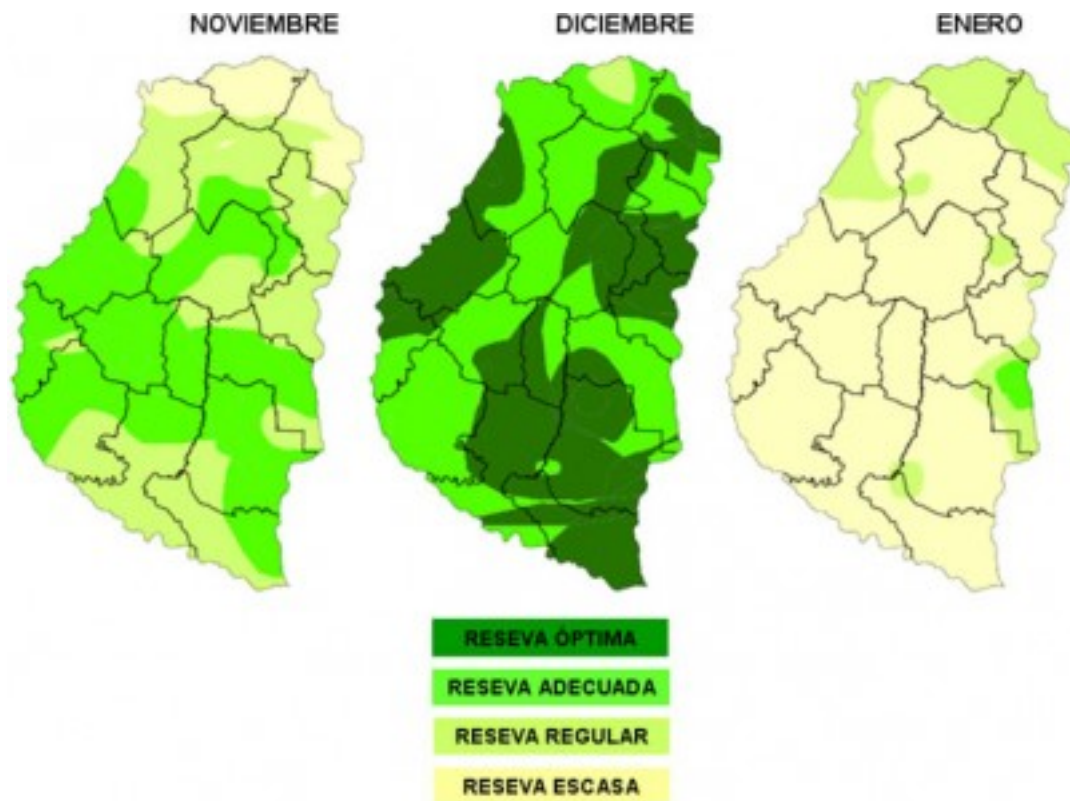 NOVIEMBRE
DICIEMBRE
ENERO
RESEVA ÓPTIMA
RESEVA ADECUADA
RESEVA REGULAR
RESEVA ESCASA